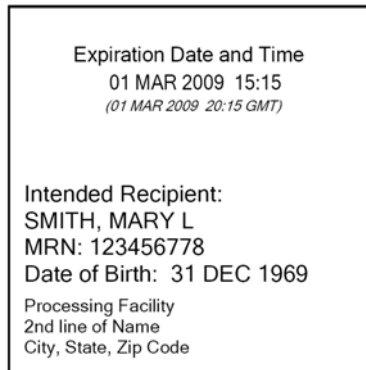 Expiration Date and Time
01 MAR 2009 15:15
(01 MAR 2009 20:15 GMT)
Intended Recipient:
SMITH, MARY L
MRN: 123456778
Date of Birth: 31 DEC 1969
Processing Facility
2nd line of Name
City, State, Zip Code